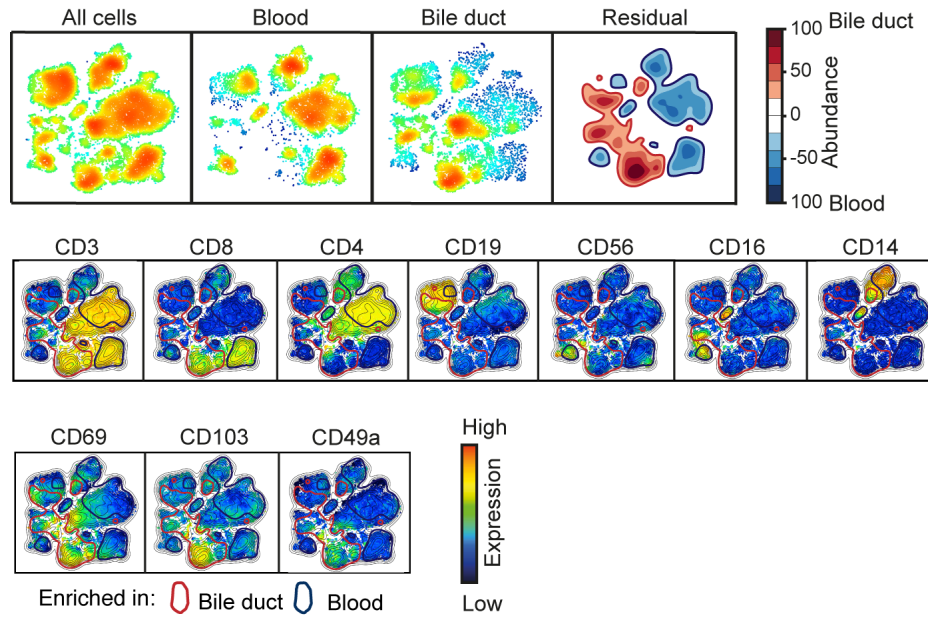 All cells Blood Bile duct Residual
100 Bile duct
50
0
-50
100 Blood
Abundance
CD3 CD8 CD4 CD19 CD56 CD16 CD14
CD69 CD103 CD49a
High
Expression
Low
Enriched in: Bile duct Blood